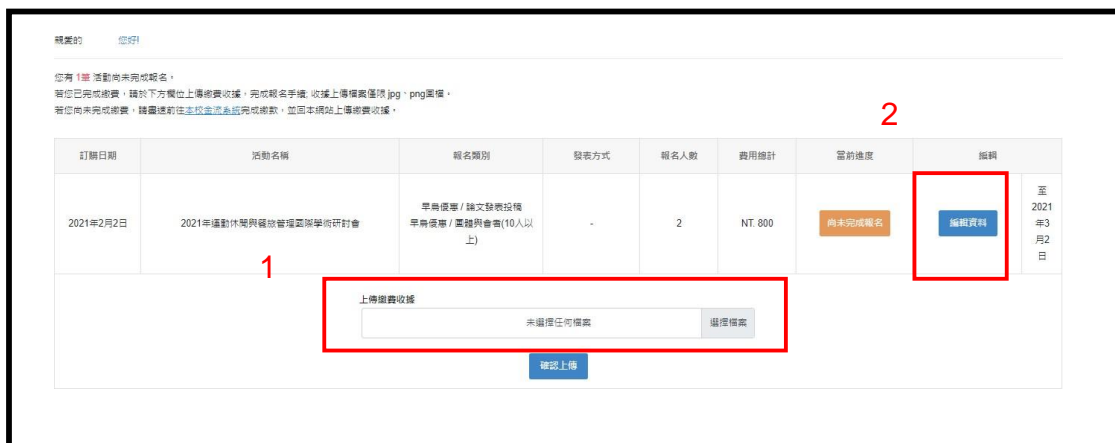 親愛的 您好!
您有 1筆 活動尚未完成報名。
若您已完成繳費，請於下方欄位上傳繳費收據，完成報名手續; 收據上傳檔案僅限 jpg、png圖檔。
若您尚未完成繳費，請盡速前往本校金流系統完成繳款，並回本網站上傳繳費收據。
2
訂購日期 活動名稱 報名類別 發表方式 報名人數 費用總計 當前進度 編輯
2021年2月2日 2021年運動休閒與餐旅管理國際學術研討會
早鳥優惠 / 論文發表投稿
早鳥優惠 / 團體與會者(10人以
上)
- 2 NT. 800 尚未完成報名 編輯資料
至
2021
年3
月2
日
1
上傳繳費收據
未選擇任何檔案 選擇檔案
確認上傳